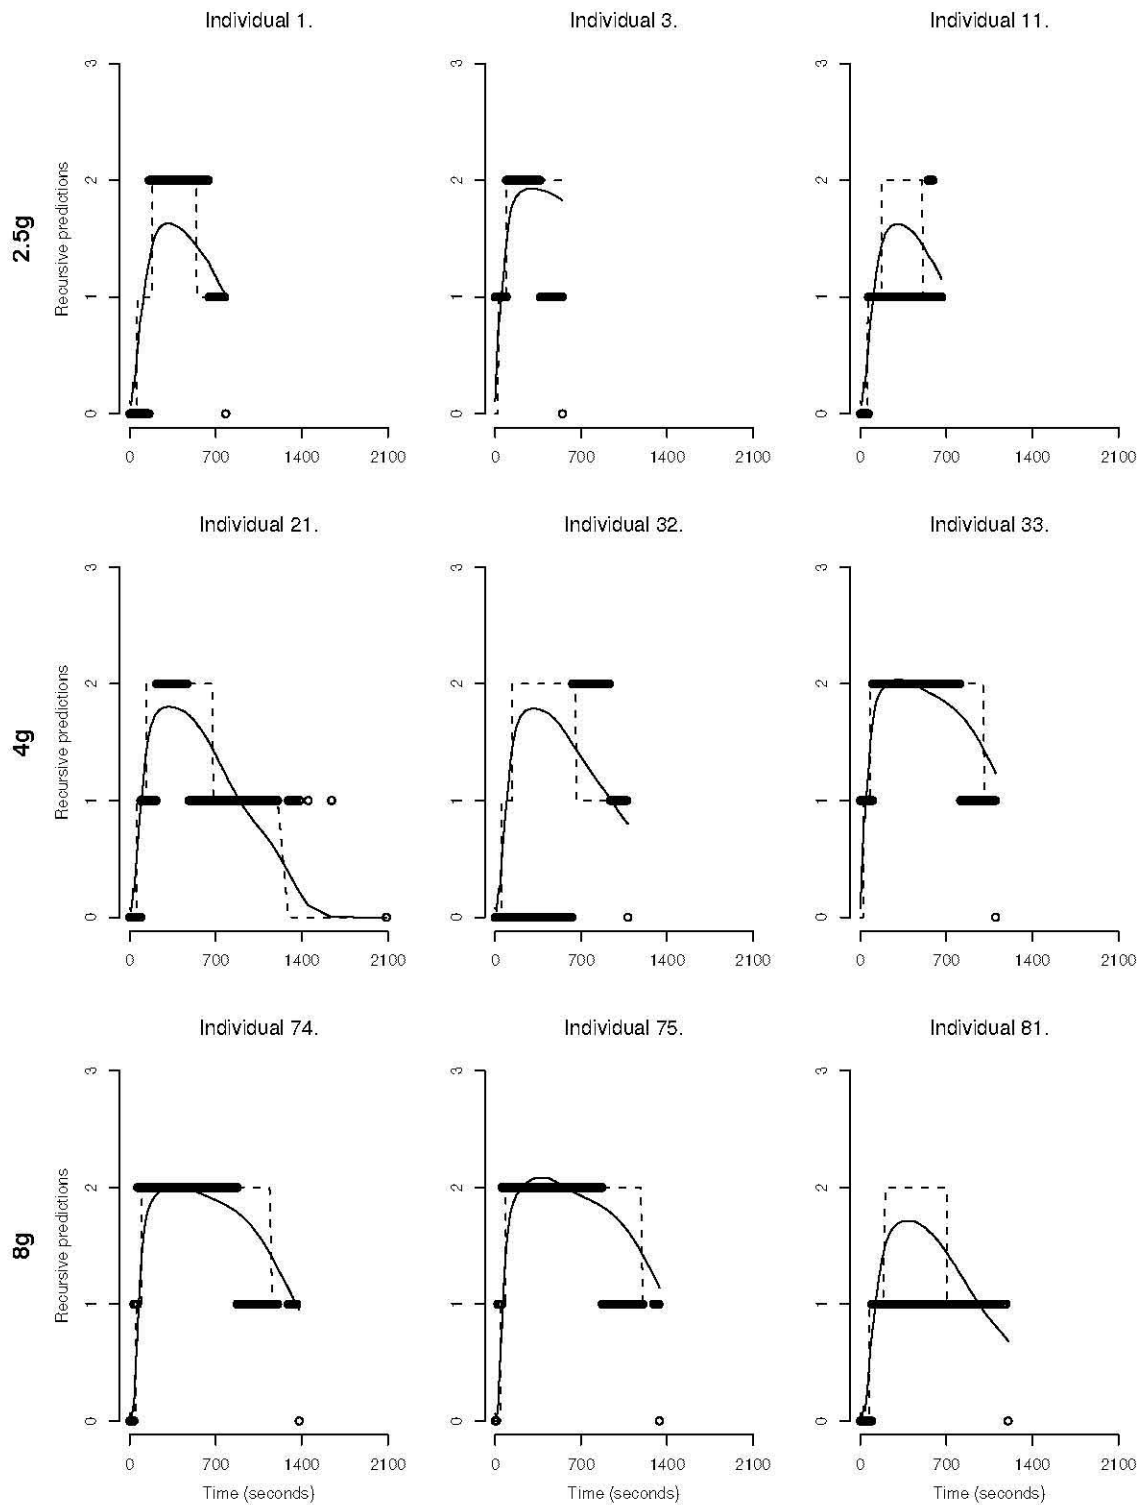 Individual 1. Individual 3. Individual 11.
2.5g
Recursive predictions
3 3 3
2 2 2
1 1 1
0 0 0
0 700 1400 2100 0 700 1400 2100 0 700 1400 2100
Individual 21. Individual 32. Individual 33.
4g
Recursive predictions
3 3 3
2 2 2
1 1 1
0 0 0
0 700 1400 2100 0 700 1400 2100 0 700 1400 2100
Individual 74. Individual 75. Individual 81.
8g
Recursive predictions
3 3 3
2 2 2
1 1 1
0 0 0
0 700 1400 2100 0 700 1400 2100 0 700 1400 2100
Time (seconds) Time (seconds) Time (seconds)